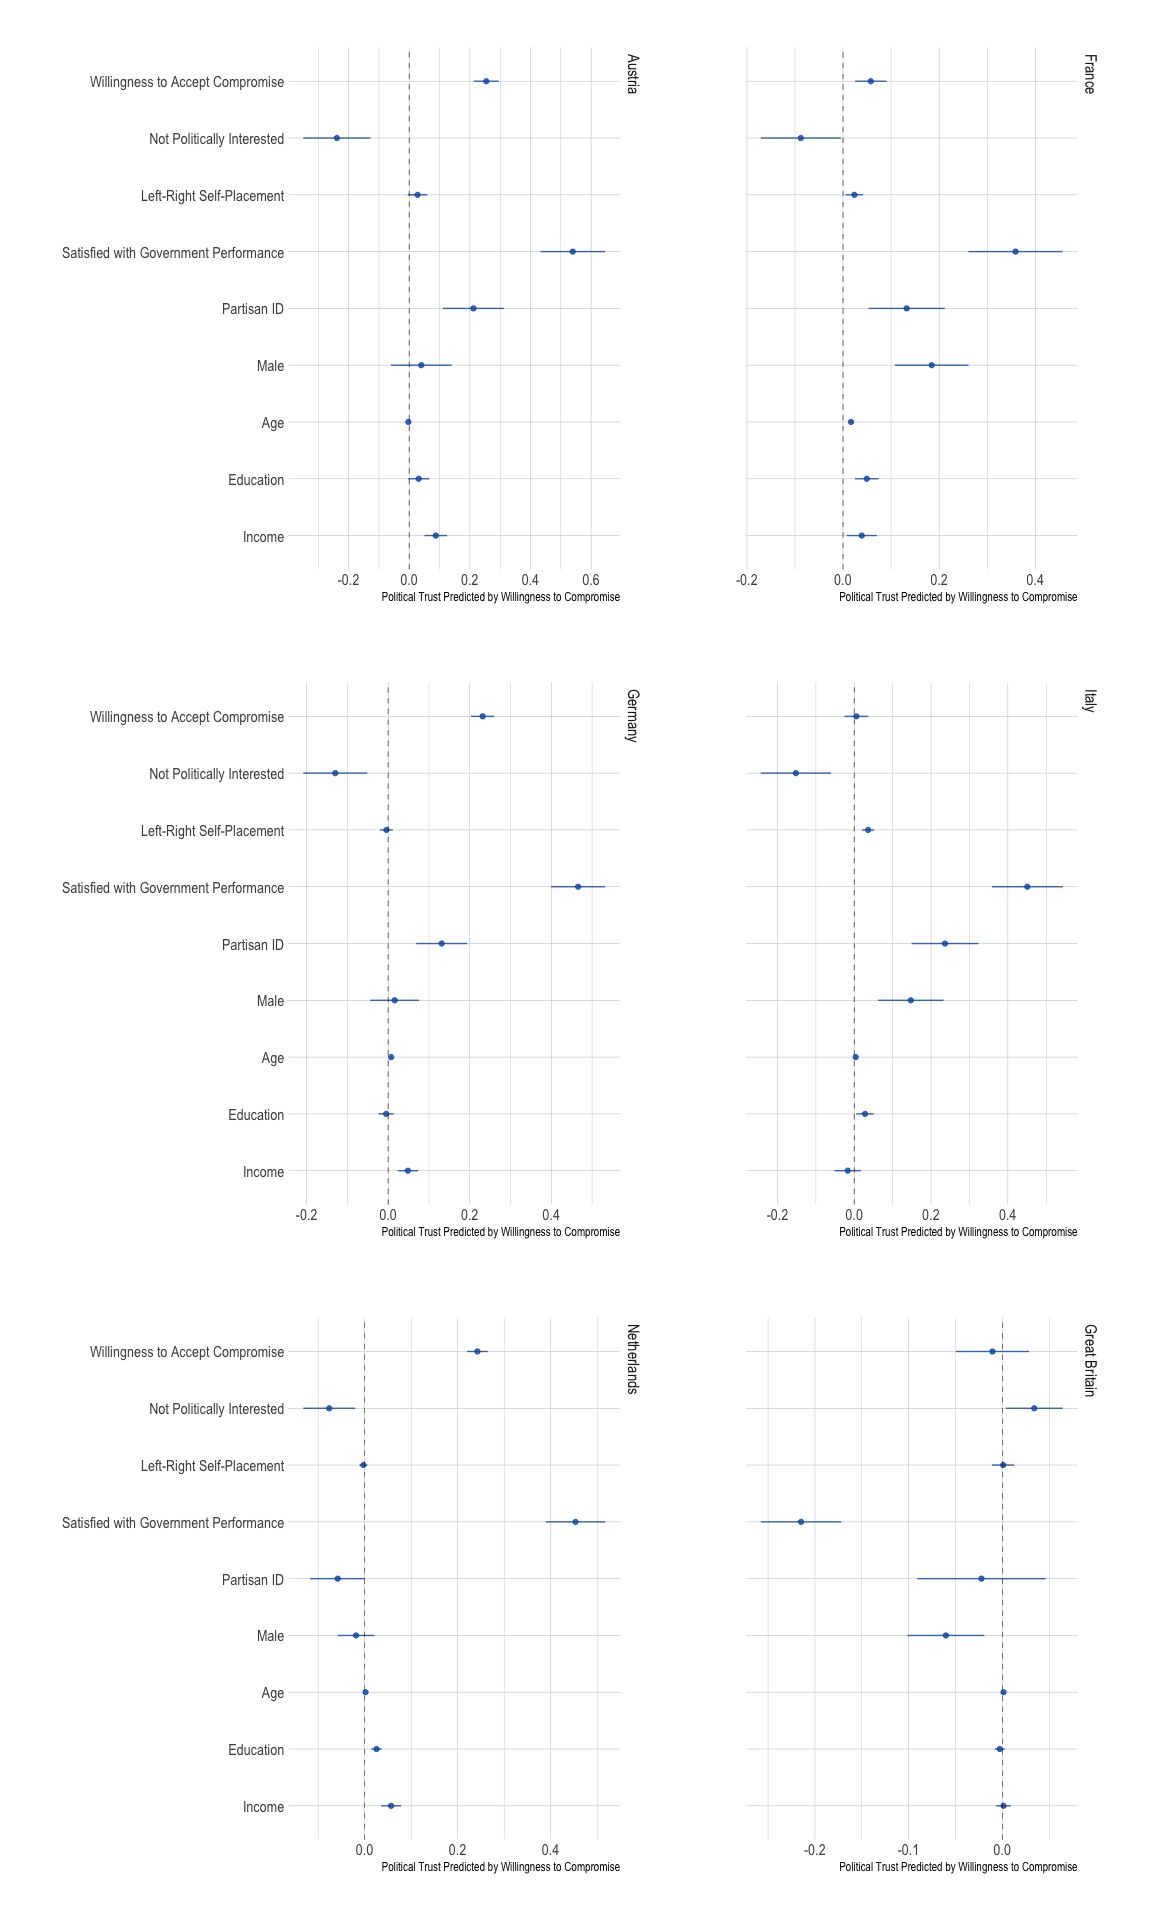 Austria
France
Willingness to Accept Compromise
Not Politically Interested
Left-Right Self-Placement
Satisfied with Government Performance
Partisan ID
Male
Age
Education
Income
-0.2 0.0 0.2 0.4 0.6
Political Trust Predicted by Willingness to Compromise
-0.2 0.0 0.2 0.4
Political Trust Predicted by Willingness to Compromise
Germany
Italy
Willingness to Accept Compromise
Not Politically Interested
Left-Right Self-Placement
Satisfied with Government Performance
Partisan ID
Male
Age
Education
Income
-0.2 0.0 0.2 0.4
Political Trust Predicted by Willingness to Compromise
-0.2 0.0 0.2 0.4
Political Trust Predicted by Willingness to Compromise
Netherlands
Great Britain
Willingness to Accept Compromise
Not Politically Interested
Left-Right Self-Placement
Satisfied with Government Performance
Partisan ID
Male
Age
Education
Income
0.0 0.2 0.4
Political Trust Predicted by Willingness to Compromise
-0.2 -0.1 0.0
Political Trust Predicted by Willingness to Compromise